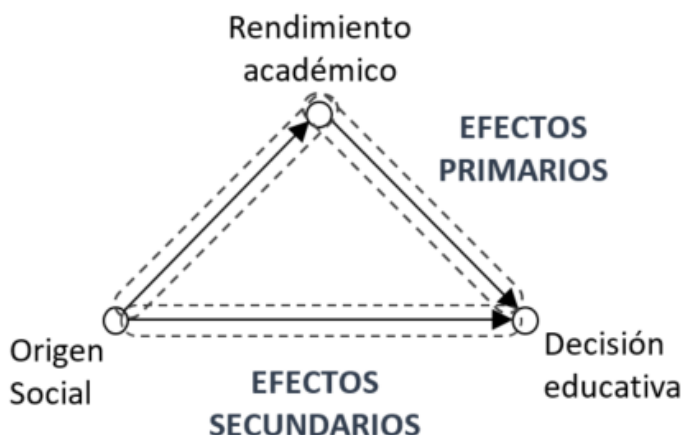 Rendimiento
académico
EFECTOS
PRIMARIOS
Origen
Social
Decisión
educativa
EFECTOS
SECUNDARIOS